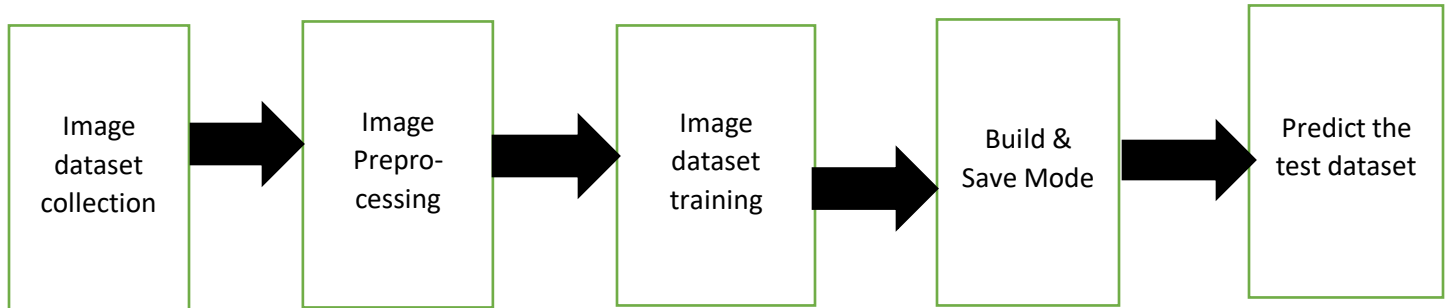 Image
dataset
collection
Image
Prepro-
cessing
Image
dataset
training
Build &
Save Mode
Predict the
test dataset